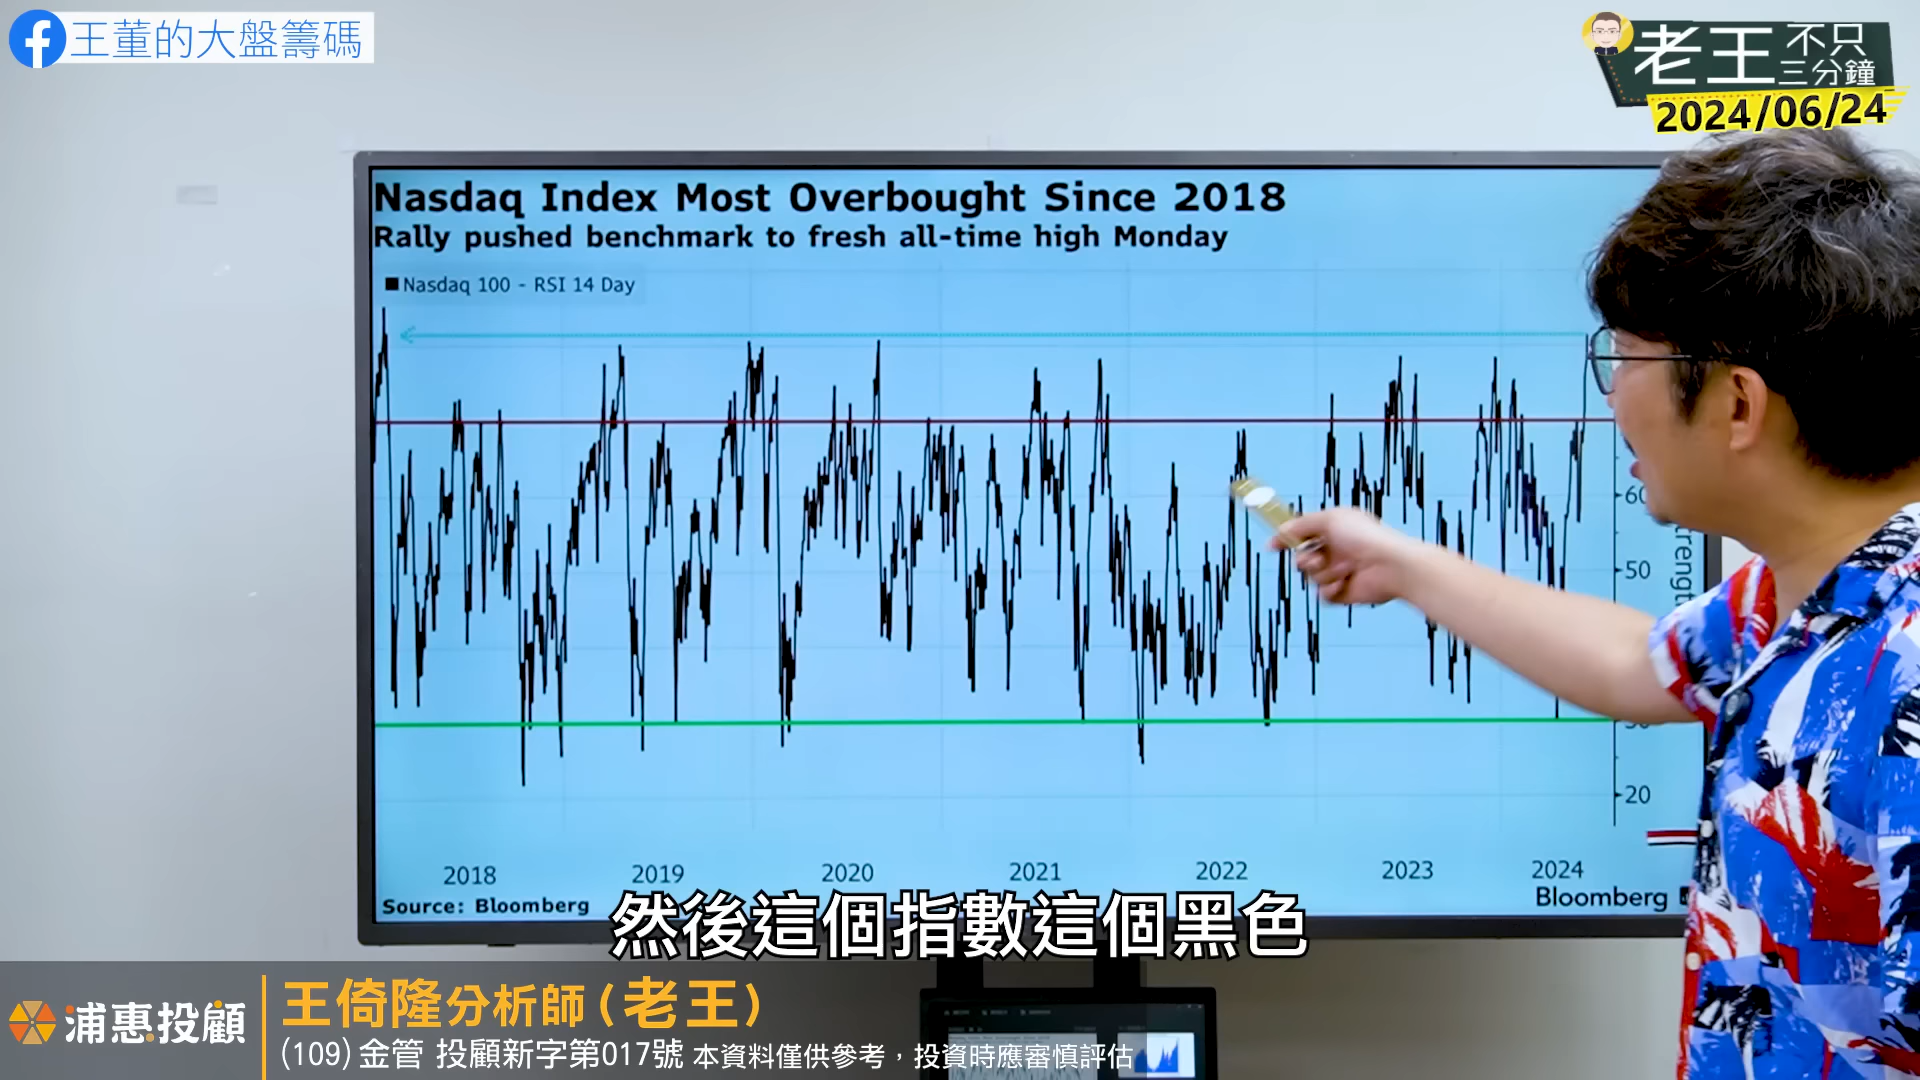 王董的大盤籌碼
老王不只三分鐘
2024/06/24
Nasdaq Index Most Overbought Since 2018
Rally pushed benchmark to fresh all-time high Monday
Nasdaq 100 - RSI 14 Day
60
50
20
2018 2019 2020 2021 2022 2023 2024
Source: Bloomberg
Bloomberg
然後這個指數這個黑色
浦惠投顧
王倚隆分析師(老王)
(109)金管 投顧新字第017號 本資料僅供參考，投資時應審慎評估